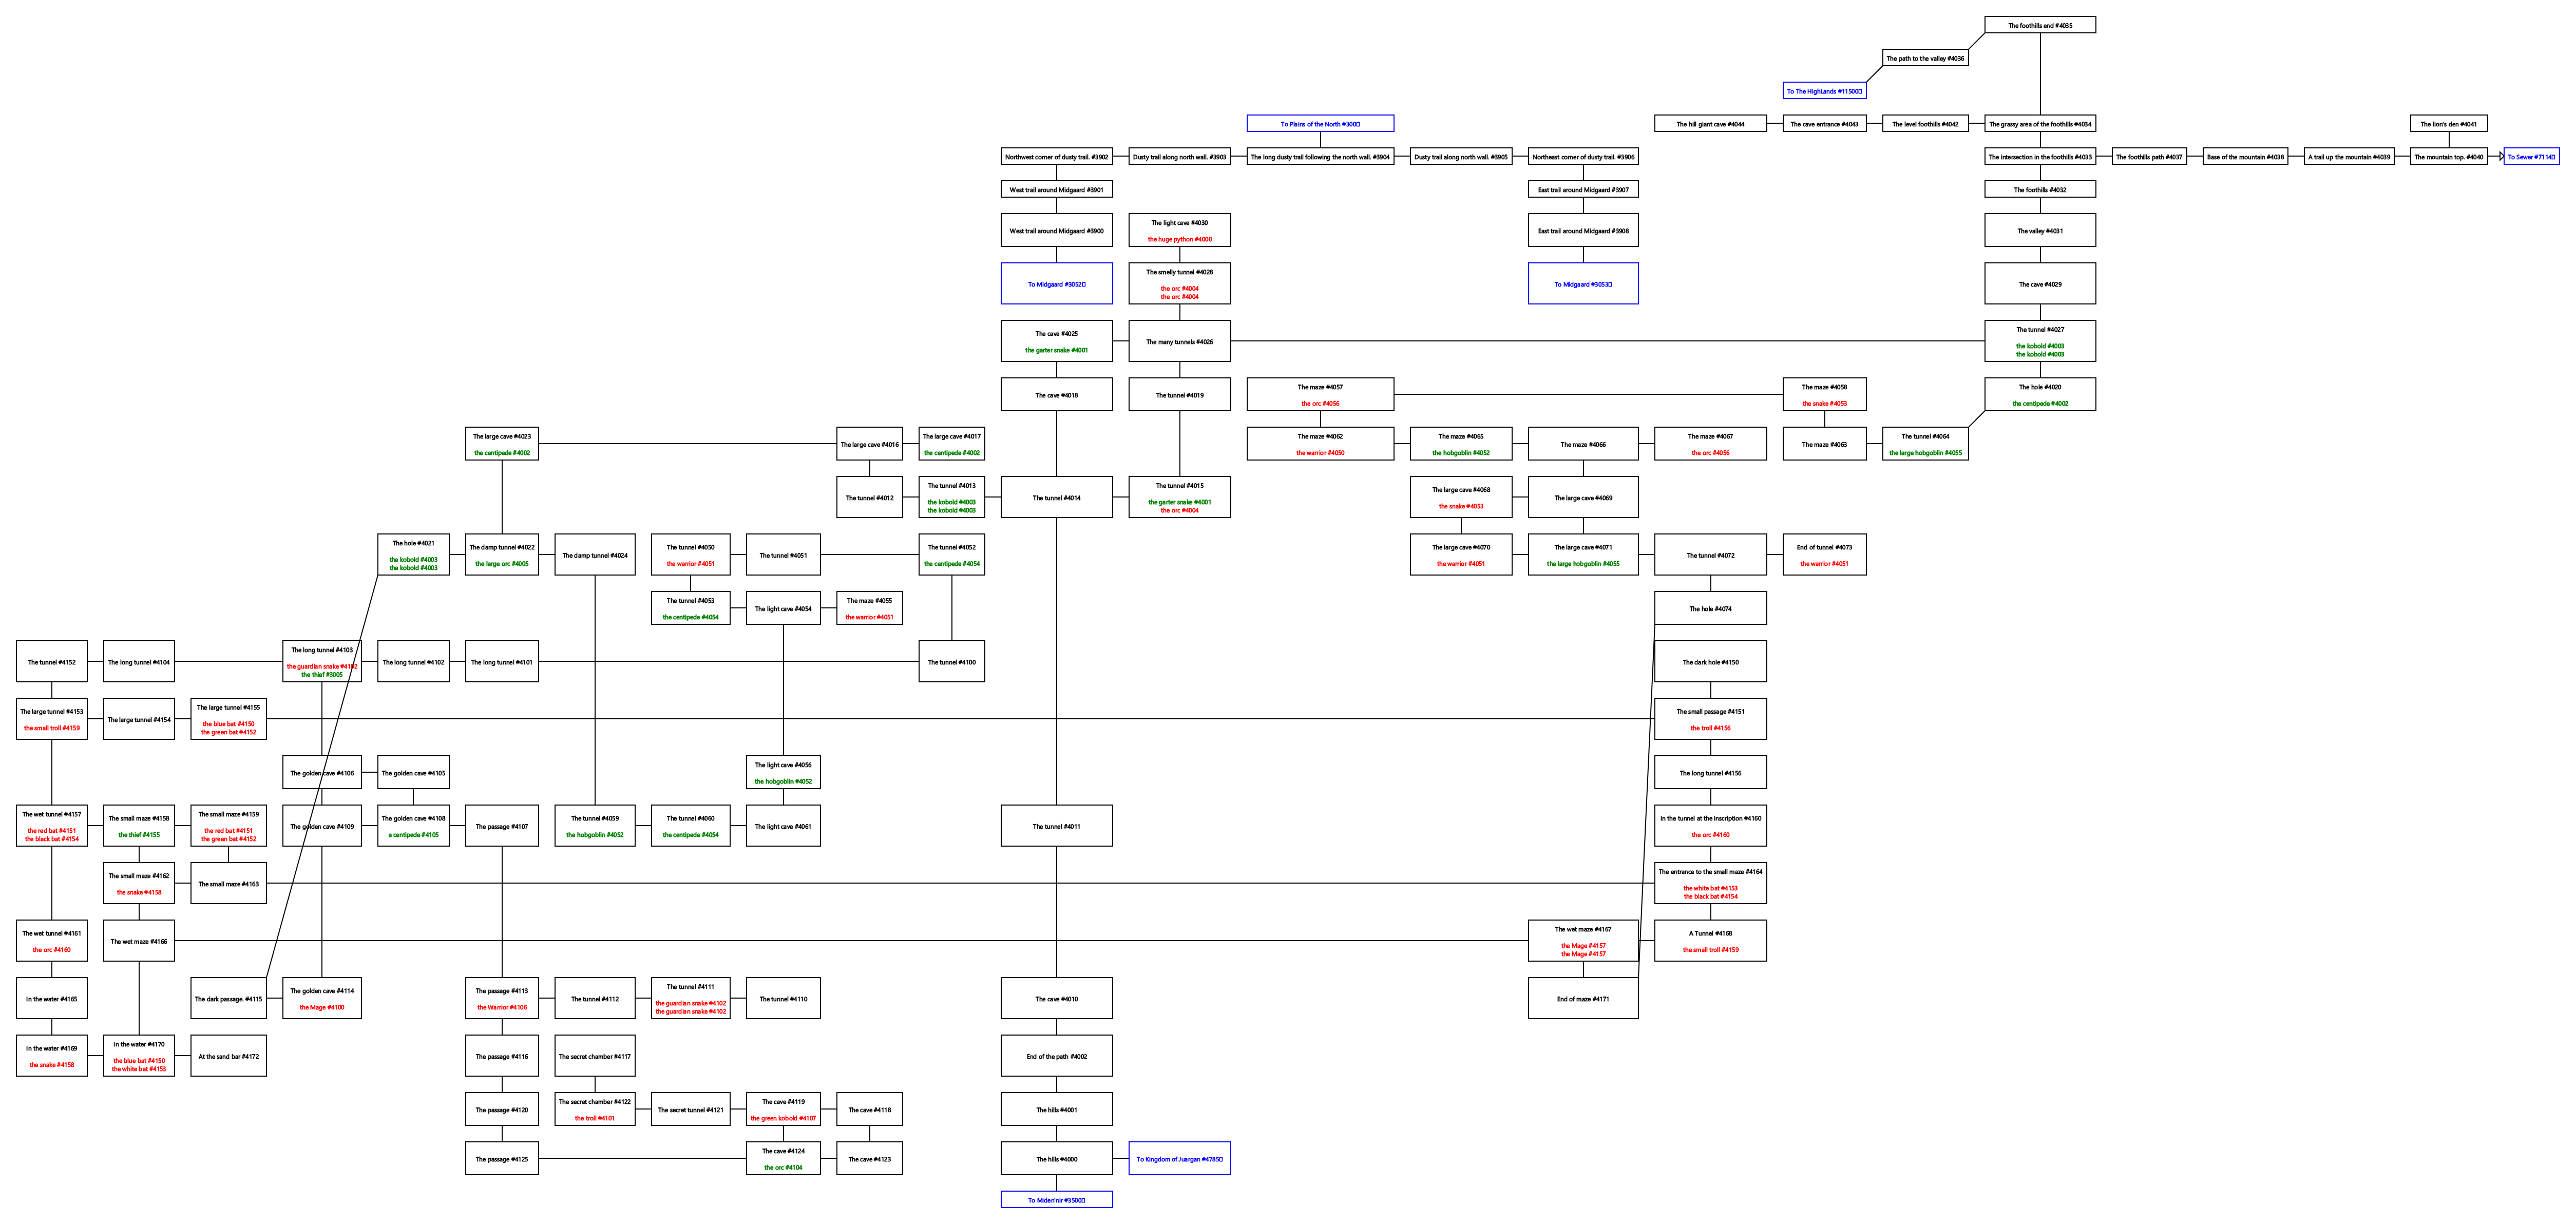 The foothills end #4035
The path to the valley #4036
To The HighLands #11500
To Plains of the North #300
The hill giant cave #4044
The cave entrance #4043
The level foothills #4042
The grassy area of the foothills #4034
The lion's den #4041
Northwest corner of dusty trail. #3902
Dusty trail along north wall. #3903
The long dusty trail following the north wall. #3904
Dusty trail along north wall. #3905
Northeast corner of dusty trail. #3906
The intersection in the foothills #4033
The foothills path #4037
Base of the mountain #4038
A trail up the mountain #4039
The mountain top. #4040
To Sewer #7114
West trail around Midgaard #3901
East trail around Midgaard #3907
The foothills #4032
West trail around Midgaard #3900
The light cave #4030
the huge python #4000
East trail around Midgaard #3908
The valley #4031
To Midgaard #3052
The smelly tunnel #4028
the orc #4004
the orc #4004
To Midgaard #3053
The cave #4029
The cave #4025
the garter snake #4001
The many tunnels #4026
The tunnel #4027
the kobold #4003
the kobold #4003
The cave #4018
The tunnel #4019
The maze #4057
the orc #4056
The maze #4058
the snake #4053
The hole #4020
the centipede #4002
The large cave #4023
the centipede #4002
The large cave #4016
The large cave #4017
the centipede #4002
The maze #4062
the warrior #4050
The maze #4065
the hobgoblin #4052
The maze #4066
The maze #4067
the orc #4056
The maze #4063
The tunnel #4064
the large hobgoblin #4055
The tunnel #4012
The tunnel #4013
the kobold #4003
the kobold #4003
The tunnel #4014
The tunnel #4015
the garter snake #4001
the orc #4004
The large cave #4068
the snake #4053
The large cave #4069
The hole #4021
the kobold #4003
the kobold #4003
The damp tunnel #4022
the large orc #4005
The damp tunnel #4024
The tunnel #4050
the warrior #4051
The tunnel #4051
The tunnel #4052
the centipede #4054
The large cave #4070
the warrior #4051
The large cave #4071
the large hobgoblin #4055
The tunnel #4072
End of tunnel #4073
the warrior #4051
The tunnel #4053
the centipede #4054
The light cave #4054
The maze #4055
the warrior #4051
The hole #4074
The tunnel #4152
The long tunnel #4104
The long tunnel #4103
the guardian snake #4102
the thief #3005
The long tunnel #4102
The long tunnel #4101
The tunnel #4100
The dark hole #4150
The large tunnel #4153
the small troll #4159
The large tunnel #4154
The large tunnel #4155
the blue bat #4150
the green bat #4152
The small passage #4151
the troll #4156
The golden cave #4106
The golden cave #4105
The light cave #4056
the hobgoblin #4052
The long tunnel #4156
The wet tunnel #4157
the red bat #4151
the black bat #4154
The small maze #4158
the thief #4155
The small maze #4159
the red bat #4151
the green bat #4152
The golden cave #4109
The golden cave #4108
a centipede #4105
The passage #4107
The tunnel #4059
the hobgoblin #4052
The tunnel #4060
the centipede #4054
The light cave #4061
The tunnel #4011
In the tunnel at the inscription #4160
the orc #4160
The small maze #4162
the snake #4158
The small maze #4163
The entrance to the small maze #4164
the white bat #4153
the black bat #4154
The wet tunnel #4161
the orc #4160
The wet maze #4166
The wet maze #4167
the Mage #4157
the Mage #4157
A Tunnel #4168
the small troll #4159
In the water #4165
The dark passage. #4115
The golden cave #4114
the Mage #4100
The passage #4113
the Warrior #4106
The tunnel #4112
The tunnel #4111
the guardian snake #4102
the guardian snake #4102
The tunnel #4110
The cave #4010
End of maze #4171
In the water #4169
the snake #4158
In the water #4170
the blue bat #4150
the white bat #4153
At the sand bar #4172
The passage #4116
The secret chamber #4117
End of the path #4002
The passage #4120
The secret chamber #4122
the troll #4101
The secret tunnel #4121
The cave #4119
the green kobold #4107
The cave #4118
The hills #4001
The passage #4125
The cave #4124
the orc #4104
The cave #4123
The hills #4000
To Kingdom of Juargan #4785
To Miden'nir #3500